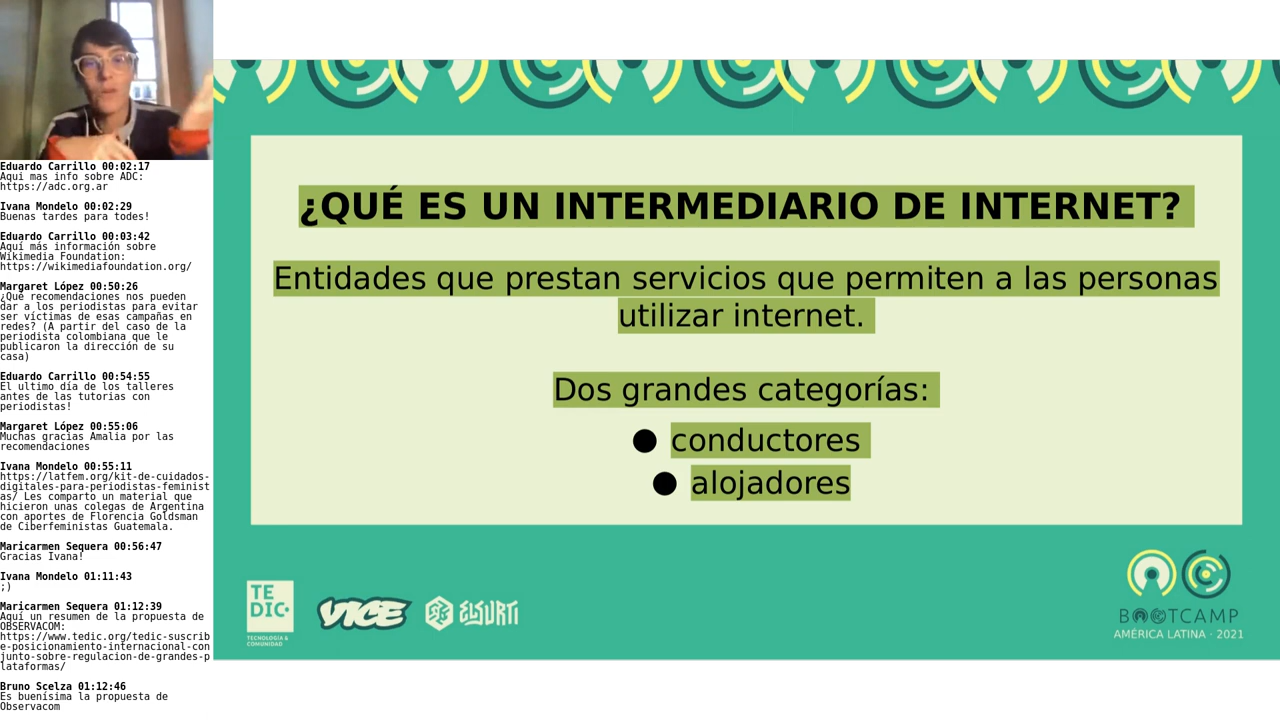 Eduardo Carrillo 00:02:17
Aqui mas info sobre ADC:
https://adc.org.ar
Ivana Mondelo 00:02:29
Buenas tardes para todes!
Eduardo Carrillo 00:03:42
Aquí más información sobre
Wikimedia Foundation:
https://wikimediafoundation.org/
Margaret López 00:50:26
¿Qué recomendaciones nos pueden
dar a los periodistas para evitar
ser víctimas de esas campañas en
redes? (A partir del caso de la
periodista colombiana que le
publicaron la dirección de su
casa)
Eduardo Carrillo 00:54:55
El ultimo día de los talleres
antes de las tutorias con
periodistas!
Margaret López 00:55:06
Muchas gracias Amalia por las
recomendaciones
Ivana Mondelo 00:55:11
https://latfem.org/kit-de-cuidados-
digitales-para-periodistas-feminist
as/ Les comparto un material que
hicieron unas colegas de Argentina
con aportes de Florencia Goldsman
de Ciberfeministas Guatemala.
Maricarmen Sequera 00:56:47
Gracias Ivana!
Ivana Mondelo 01:11:43
;)
Maricarmen Sequera 01:12:39
Aquí un resumen de la propuesta de
OBSERVACOM:
https://www.tedic.org/tedic-suscrib
e-posicionamiento-internacional-con
junto-sobre-regulacion-de-grandes-p
lataformas/
Bruno Scelza 01:12:46
Es buenísima la propuesta de
Observacom
¿QUÉ ES UN INTERMEDIARIO DE INTERNET?
Entidades que prestan servicios que permiten a las personas
utilizar internet.
Dos grandes categorías:
● conductores
● alojadores
TE
DIC
TECNOLOGÍA &
COMUNIDAD
VICE
ELSURTI
BOOTCAMP
AMÉRICA LATINA · 2021